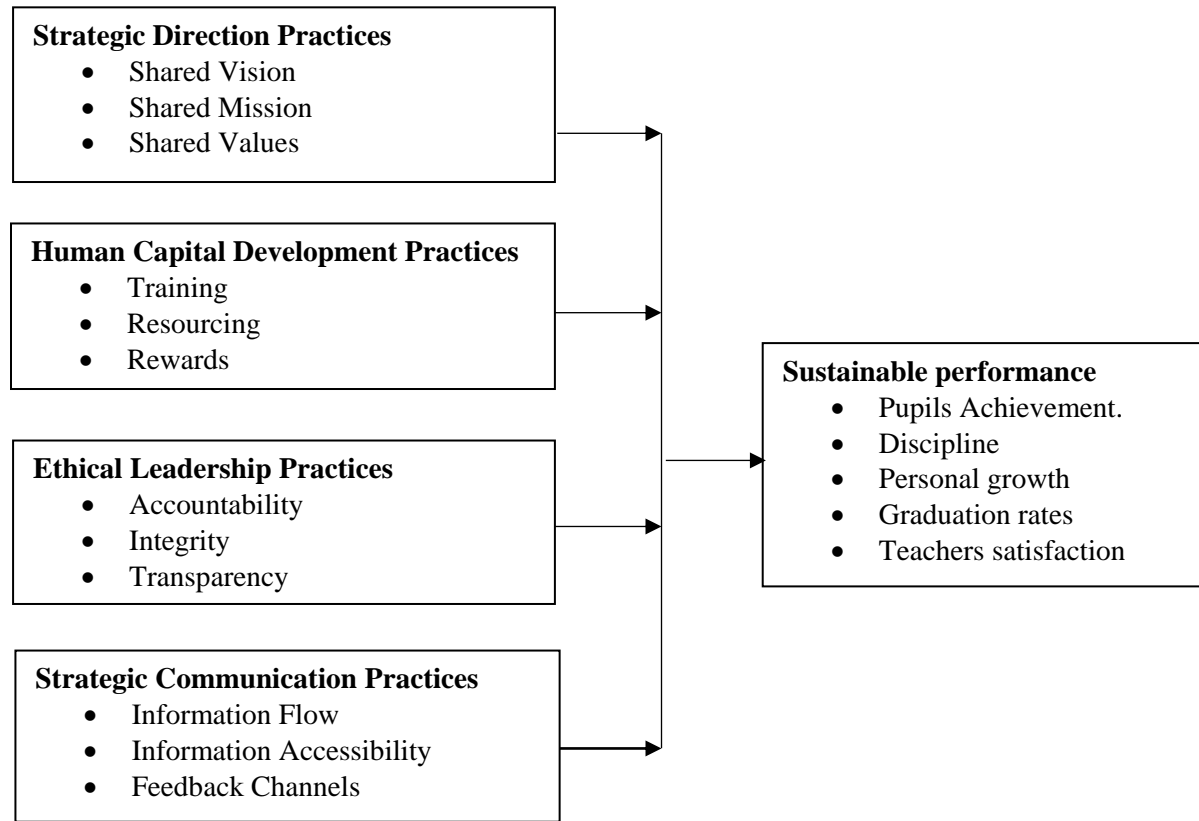 Strategic Direction Practices
• Shared Vision
• Shared Mission
• Shared Values
Human Capital Development Practices
• Training
• Resourcing
• Rewards
Ethical Leadership Practices
• Accountability
• Integrity
• Transparency
Strategic Communication Practices
• Information Flow
• Information Accessibility
• Feedback Channels
Sustainable performance
• Pupils Achievement.
• Discipline
• Personal growth
• Graduation rates
• Teachers satisfaction